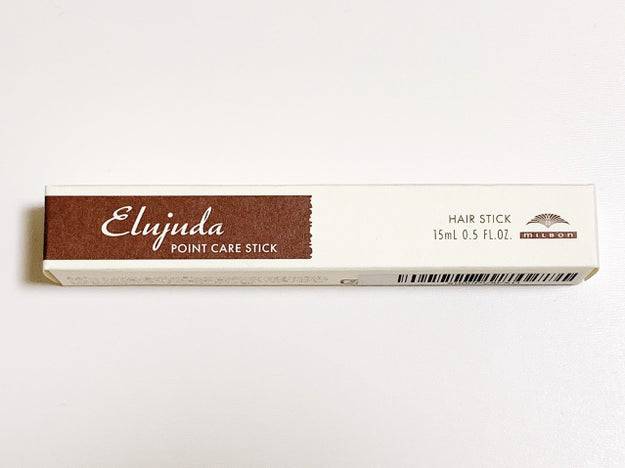 Elujuda
POINT CARE STICK
HAIR STICK
15mL 0.5 FL.OZ.
MILBON